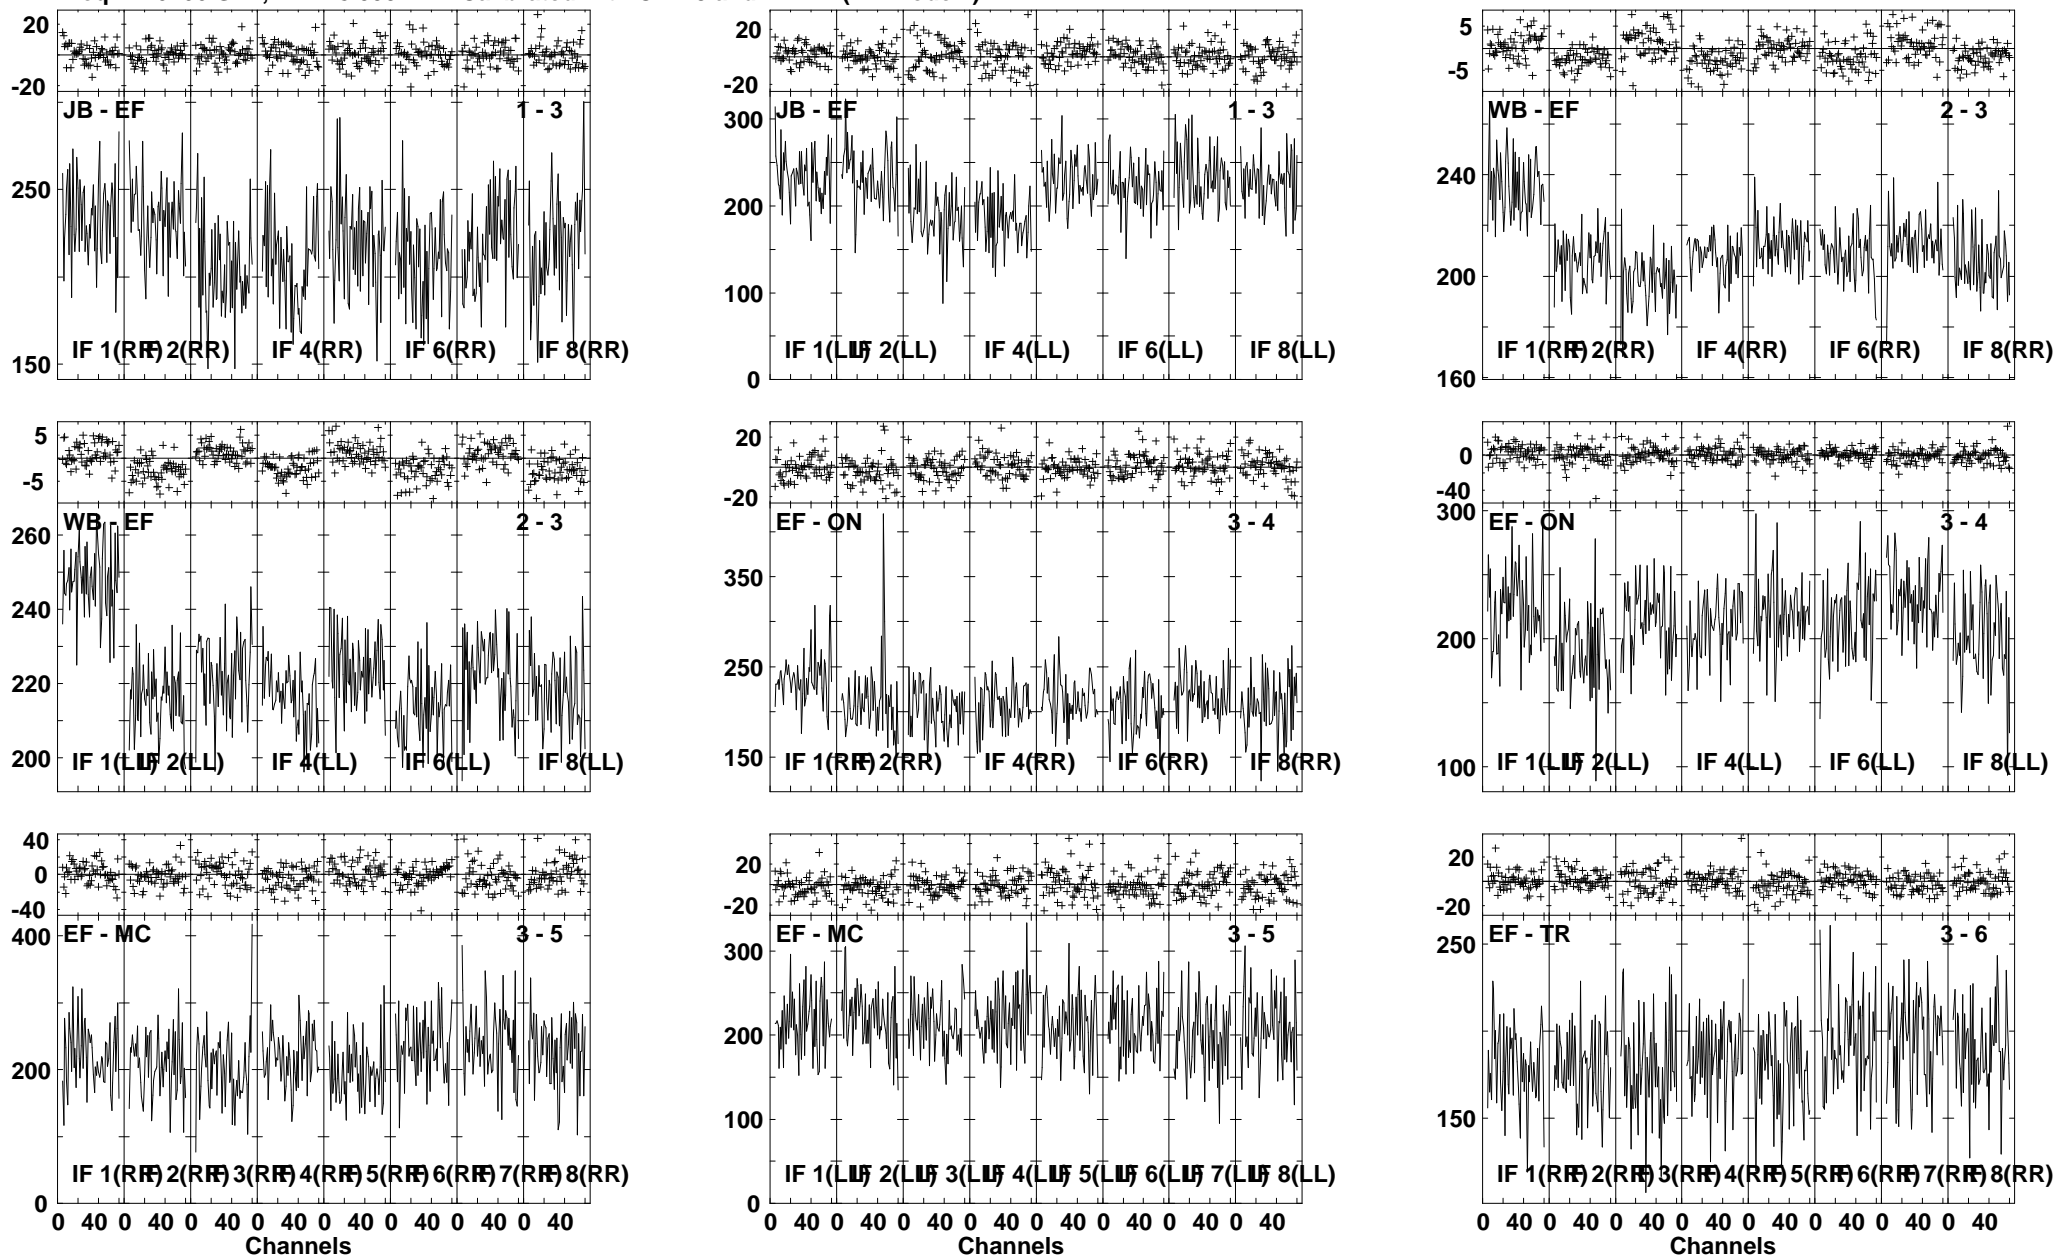 20
-20
JB - EF 1 - 3
250
150
IF 1(RR) IF 2(RR) IF 4(RR) IF 6(RR) IF 8(RR)
20
-20
JB - EF 1 - 3
300
200
100
0
IF 1(LL) IF 2(LL) IF 4(LL) IF 6(LL) IF 8(LL)
5
-5
WB - EF 2 - 3
240
200
160
IF 1(RR) IF 2(RR) IF 4(RR) IF 6(RR) IF 8(RR)
5
-5
WB - EF 2 - 3
260
240
220
200
IF 1(LL) IF 2(LL) IF 4(LL) IF 6(LL) IF 8(LL)
20
-20
EF - ON 3 - 4
350
250
150
IF 1(RR) IF 2(RR) IF 4(RR) IF 6(RR) IF 8(RR)
0
-40
EF - ON 3 - 4
300
200
100
IF 1(LL) IF 2(LL) IF 4(LL) IF 6(LL) IF 8(LL)
40
0
-40
EF - MC 3 - 5
400
200
0
IF 1(RR) IF 2(RR) IF 3(RR) IF 4(RR) IF 5(RR) IF 6(RR) IF 7(RR) IF 8(RR)
0 40 0 40 0 40 0 40 0 40 0 40 0 40 0 40
Channels
20
-20
EF - MC 3 - 5
300
200
100
0
IF 1(LL) IF 2(LL) IF 3(LL) IF 4(LL) IF 5(LL) IF 6(LL) IF 7(LL) IF 8(LL)
0 40 0 40 0 40 0 40 0 40 0 40 0 40 0 40
Channels
20
-20
EF - TR 3 - 6
250
150
IF 1(RR) IF 2(RR) IF 3(RR) IF 4(RR) IF 5(RR) IF 6(RR) IF 7(RR) IF 8(RR)
0 40 0 40 0 40 0 40 0 40 0 40 0 40 0 40
Channels